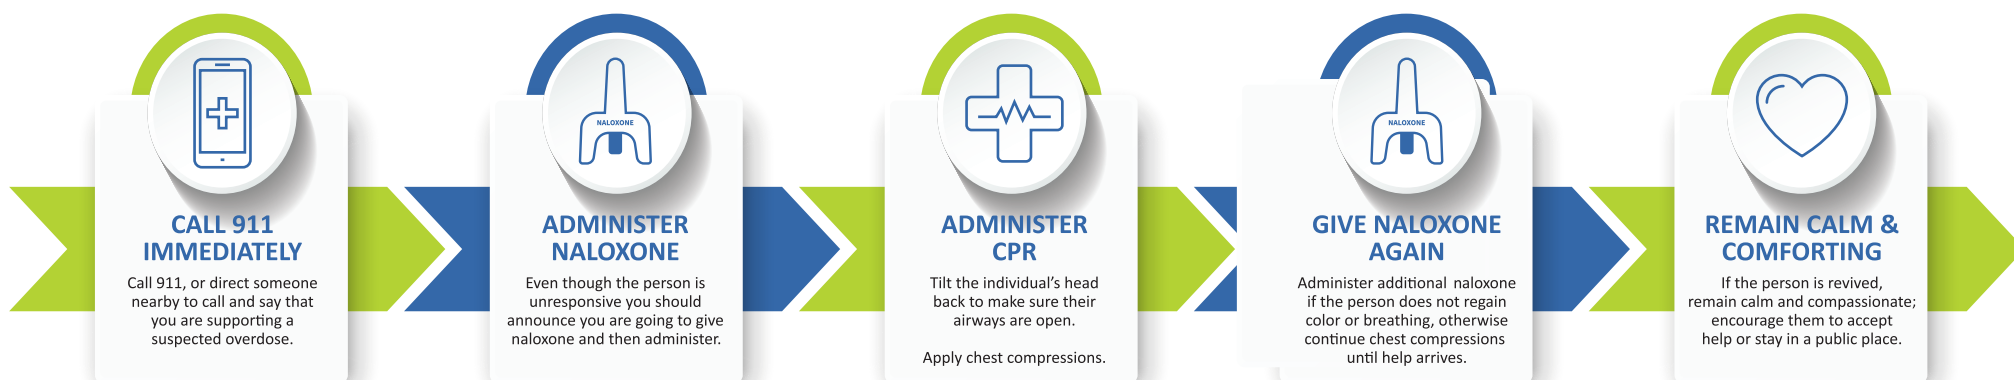 CALL 911
IMMEDIATELY
Call 911, or direct someone
nearby to call and say that
you are supporting a
suspected overdose.
NALOXONE
ADMINISTER
NALOXONE
Even though the person is
unresponsive you should
announce you are going to give
naloxone and then administer.
ADMINISTER
CPR
Tilt the individual’s head
back to make sure their
airways are open.
Apply chest compressions.
NALOXONE
GIVE NALOXONE
AGAIN
Administer additional naloxone
if the person does not regain
color or breathing, otherwise
continue chest compressions
until help arrives.
REMAIN CALM &
COMFORTING
If the person is revived,
remain calm and compassionate;
encourage them to accept
help or stay in a public place.